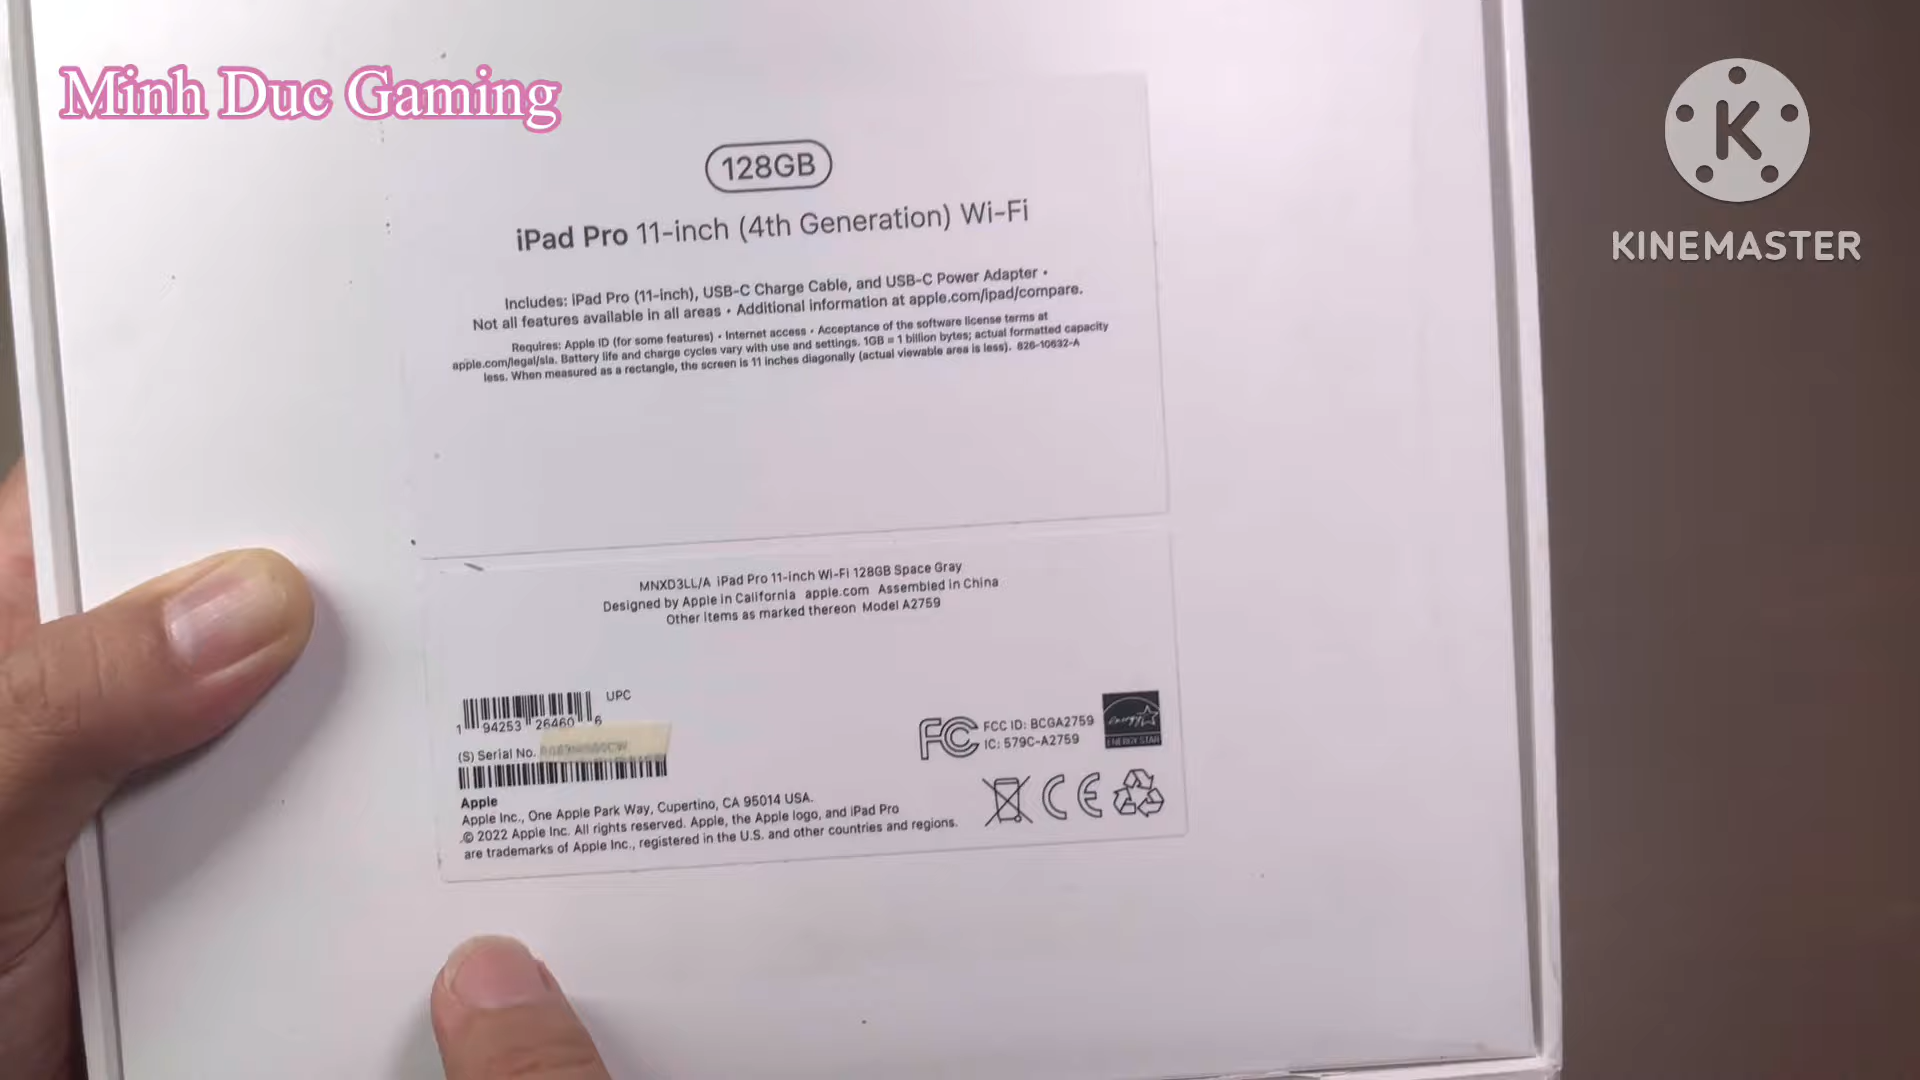 Minh Duc Gaming
K
KINEMASTER
128GB
iPad Pro 11-inch (4th Generation) Wi-Fi
Includes: iPad Pro (11-inch), USB-C Charge Cable, and USB-C Power Adapter •
Not all features available in all areas • Additional information at apple.com/ipad/compare.
Requires: Apple ID (for some features) • Internet access • Acceptance of the software license terms at
apple.com/legal/sla. Battery life and charge cycles vary with use and settings. 1GB = 1 billion bytes; actual formatted capacity
less. When measured as a rectangle, the screen is 11 inches diagonally (actual viewable area is less). 826-10632-A
MNXD3LL/A iPad Pro 11-inch Wi-Fi 128GB Space Gray
Designed by Apple in California apple.com Assembled in China
Other items as marked thereon Model A2759
UPC
1 94253 26460 6
(S) Serial No.
FCC ID: BCGA2759
IC: 579C-A2759
ENERGY STAR
Apple
Apple Inc., One Apple Park Way, Cupertino, CA 95014 USA.
© 2022 Apple Inc. All rights reserved. Apple, the Apple logo, and iPad Pro
are trademarks of Apple Inc., registered in the U.S. and other countries and regions.